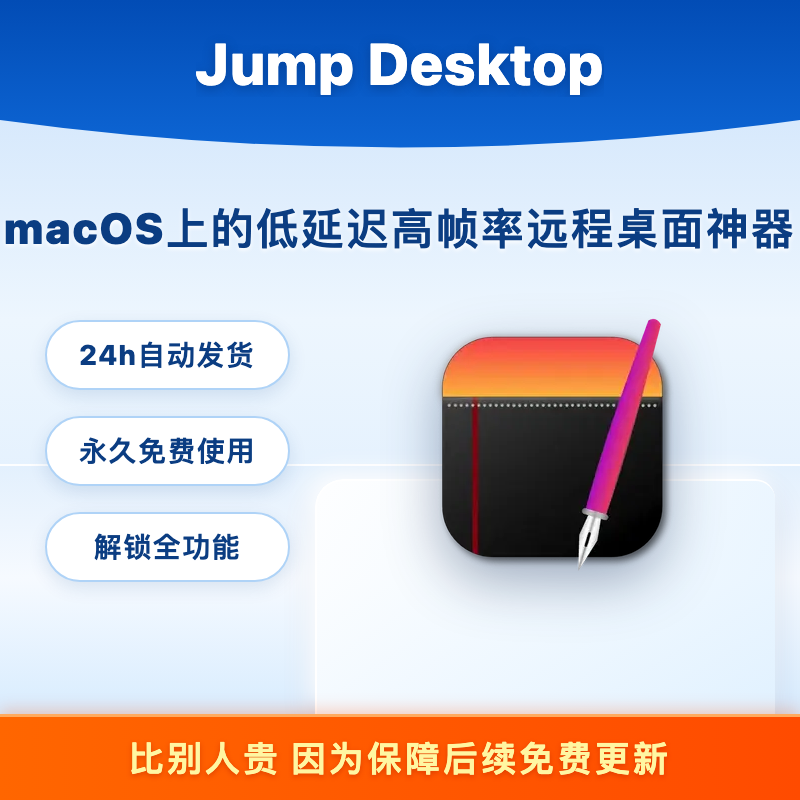 Jump Desktop
macOS上的低延迟高帧率远程桌面神器
24h自动发货
永久免费使用
解锁全功能
比别人贵 因为保障后续免费更新